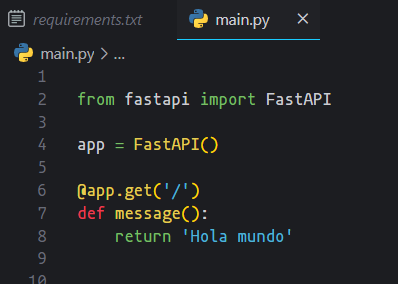 requirements.txt main.py ×
main.py > ...
1
2 from fastapi import FastAPI
3
4 app = FastAPI()
5
6 @app.get('/')
7 def message():
8     return 'Hola mundo'
9
10